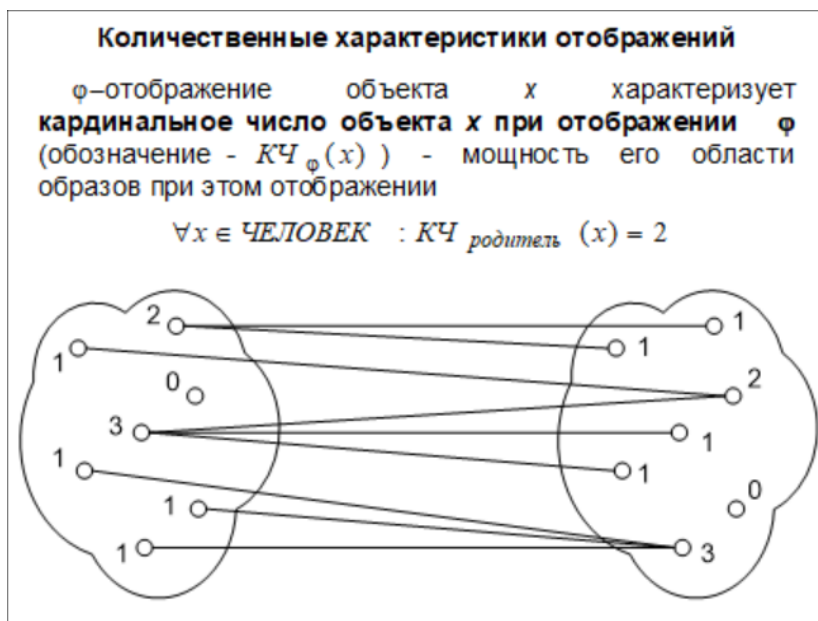 Количественные характеристики отображений
φ–отображение объекта x характеризует
кардинальное число объекта x при отображении φ
(обозначение - КЧ φ (x) ) - мощность его области
образов при этом отображении
∀x ∈ ЧЕЛОВЕК : КЧ родитель (x) = 2
2 1
1 1
0 2
3 1
1 1
1 0
1 3